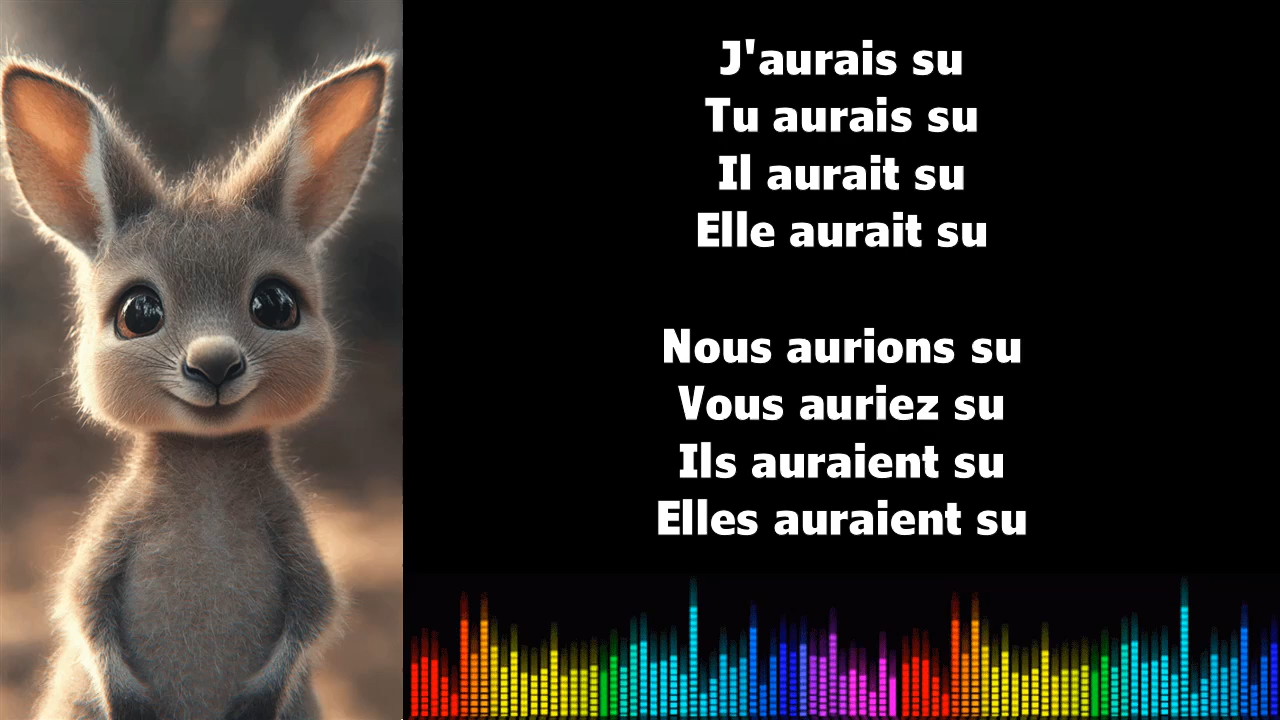 J'aurais su
Tu aurais su
Il aurait su
Elle aurait su
Nous aurions su
Vous auriez su
Ils auraient su
Elles auraient su